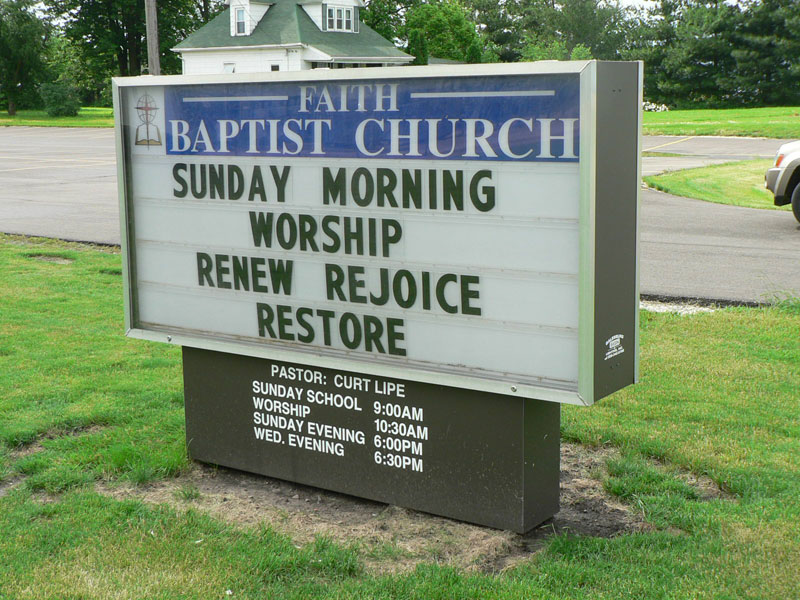 FAITH
BAPTIST CHURCH
SUNDAY MORNING
WORSHIP
RENEW REJOICE
RESTORE
PASTOR: CURT LIPE
SUNDAY SCHOOL 9:00AM
WORSHIP 10:30AM
SUNDAY EVENING 6:00PM
WED. EVENING 6:30PM